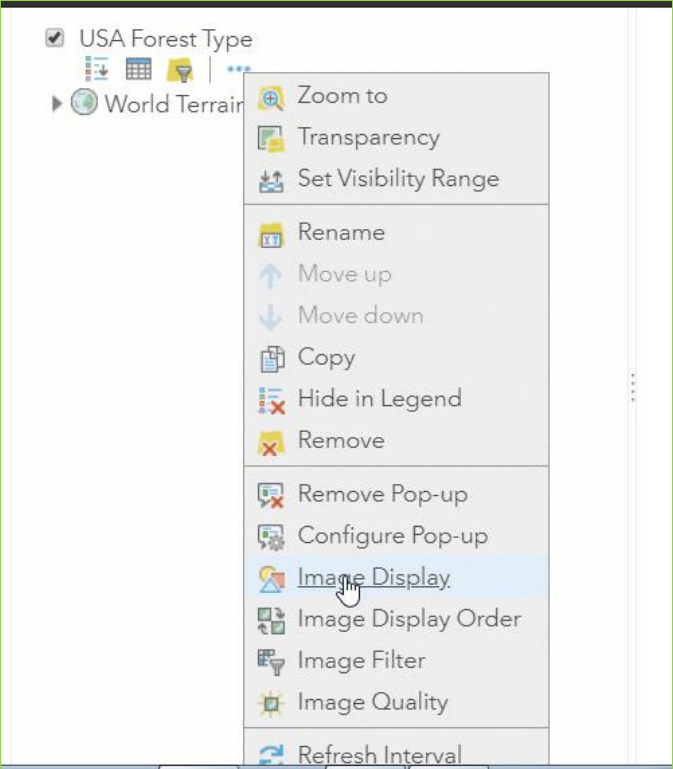 USA Forest Type
World Terrain
Zoom to
Transparency
Set Visibility Range
Rename
Move up
Move down
Copy
Hide in Legend
Remove
Remove Pop-up
Configure Pop-up
Image Display
Image Display Order
Image Filter
Image Quality
Refresh Interval